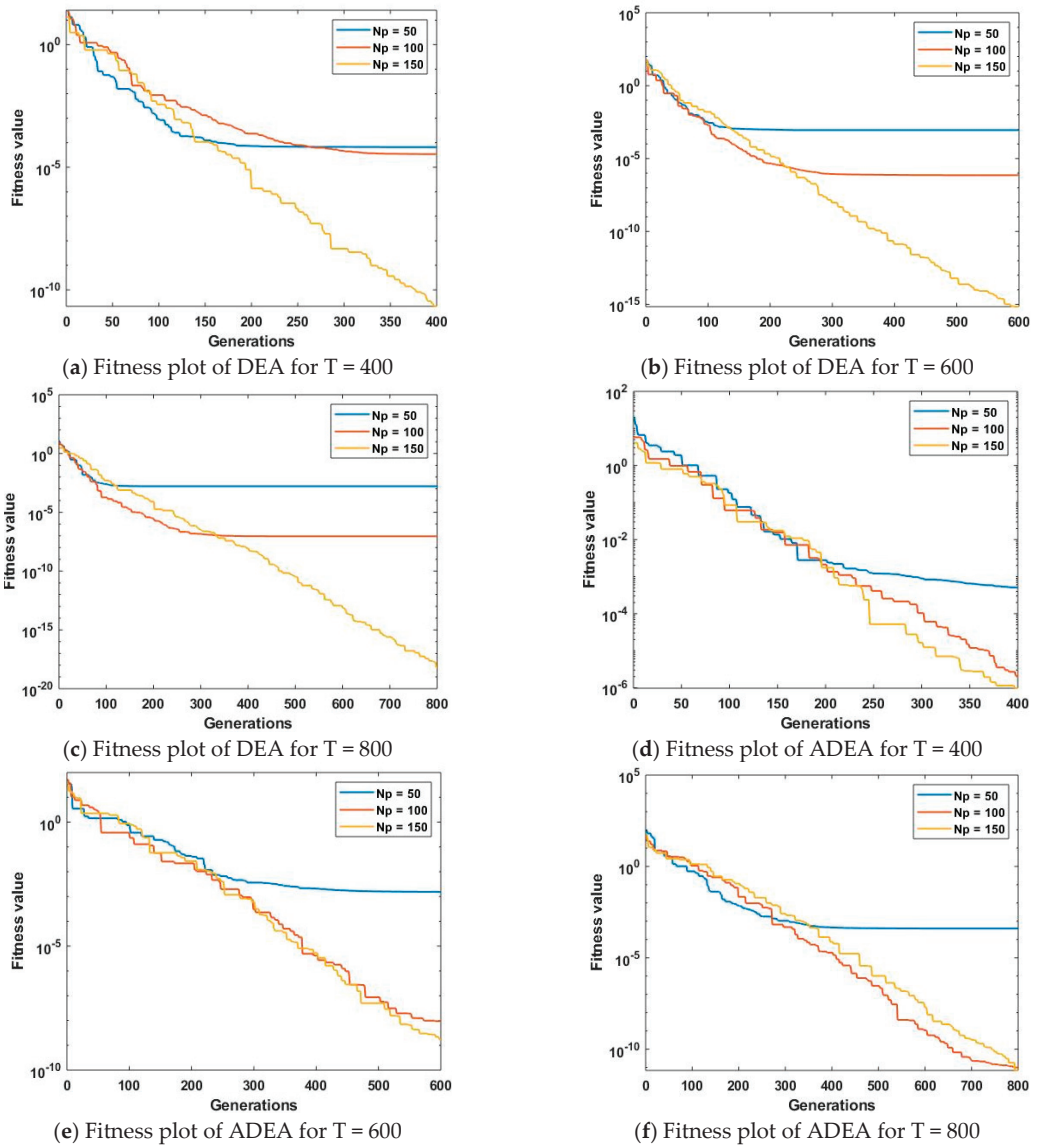 10^0
10^-5
10^-10
Fitness value
Np = 50
Np = 100
Np = 150
0 50 100 150 200 250 300 350 400
Generations
(a) Fitness plot of DEA for T = 400
10^5
10^0
10^-5
10^-10
10^-15
Fitness value
Np = 50
Np = 100
Np = 150
0 100 200 300 400 500 600
Generations
(b) Fitness plot of DEA for T = 600
10^5
10^0
10^-5
10^-10
10^-15
10^-20
Fitness value
Np = 50
Np = 100
Np = 150
0 100 200 300 400 500 600 700 800
Generations
(c) Fitness plot of DEA for T = 800
10^2
10^0
10^-2
10^-4
10^-6
Fitness value
Np = 50
Np = 100
Np = 150
0 50 100 150 200 250 300 350 400
Generations
(d) Fitness plot of ADEA for T = 400
10^0
10^-5
10^-10
Fitness value
Np = 50
Np = 100
Np = 150
0 100 200 300 400 500 600
Generations
(e) Fitness plot of ADEA for T = 600
10^5
10^0
10^-5
10^-10
Fitness value
Np = 50
Np = 100
Np = 150
0 100 200 300 400 500 600 700 800
Generations
(f) Fitness plot of ADEA for T = 800